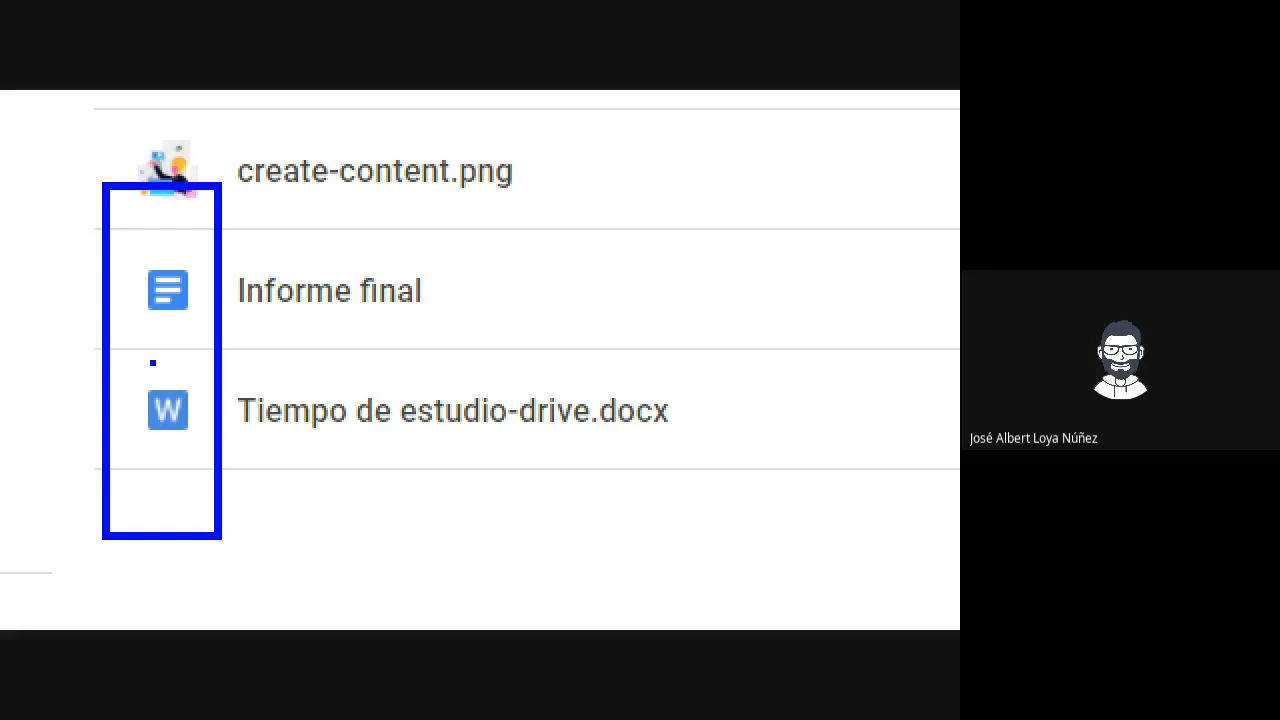 create-content.png
Informe final
W
Tiempo de estudio-drive.docx
José Albert Loya Núñez